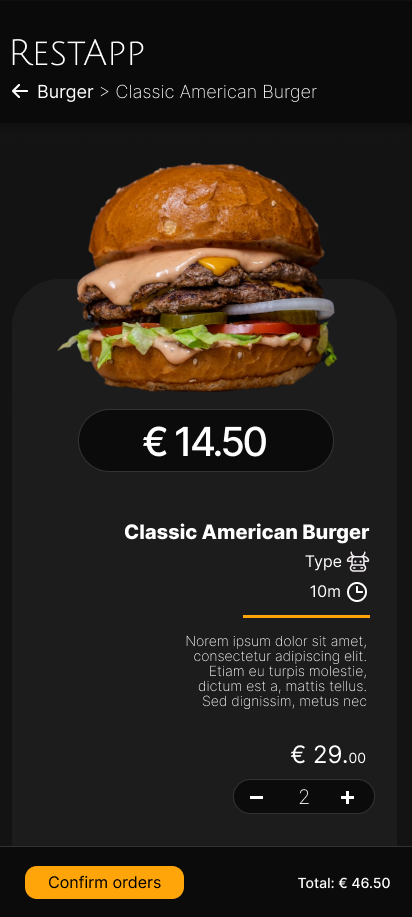 RestApp
← Burger > Classic American Burger
€ 14.50
Classic American Burger
Type
10m
Norem ipsum dolor sit amet,
consectetur adipiscing elit.
Etiam eu turpis molestie,
dictum est a, mattis tellus.
Sed dignissim, metus nec
€ 29.00
− 2 +
Confirm orders
Total: € 46.50